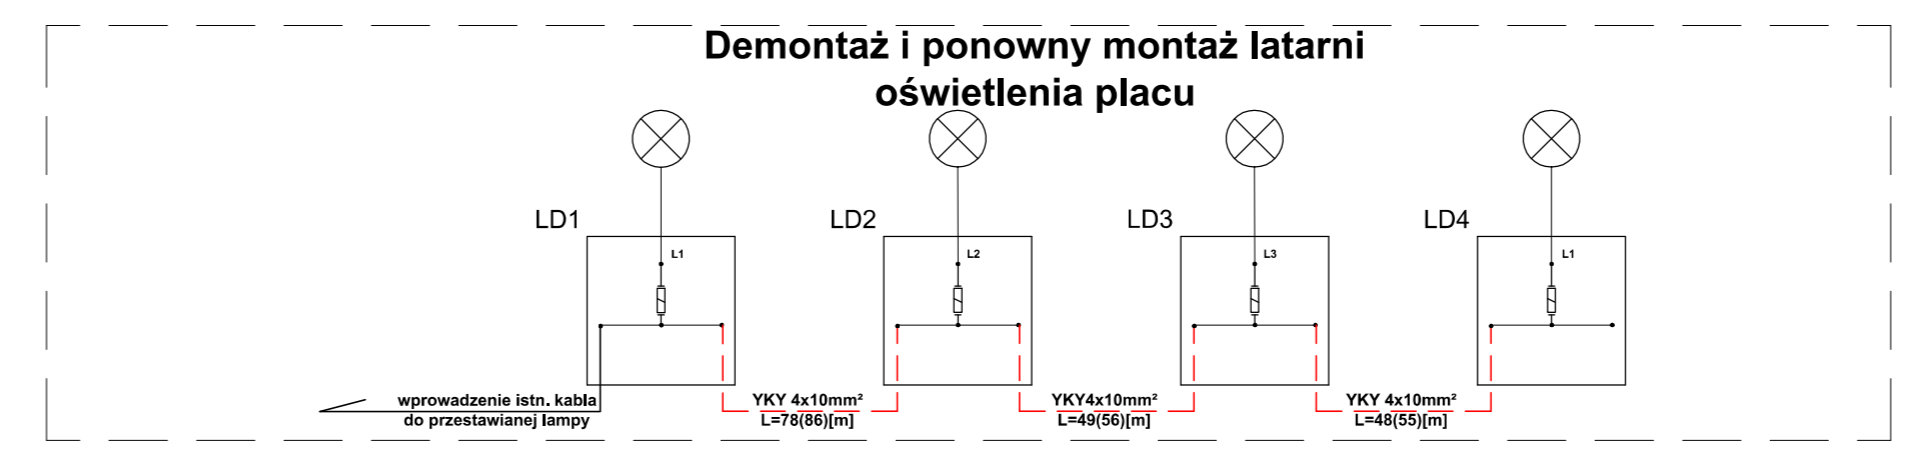 Demontaż i ponowny montaż latarni
oświetlenia placu
LD1
LD2
LD3
LD4
L1
L2
L3
L1
wprowadzenie istn. kabla
do przestawianej lampy
YKY 4x10mm²
L=78(86)[m]
YKY4x10mm²
L=49(56)[m]
YKY 4x10mm²
L=48(55)[m]